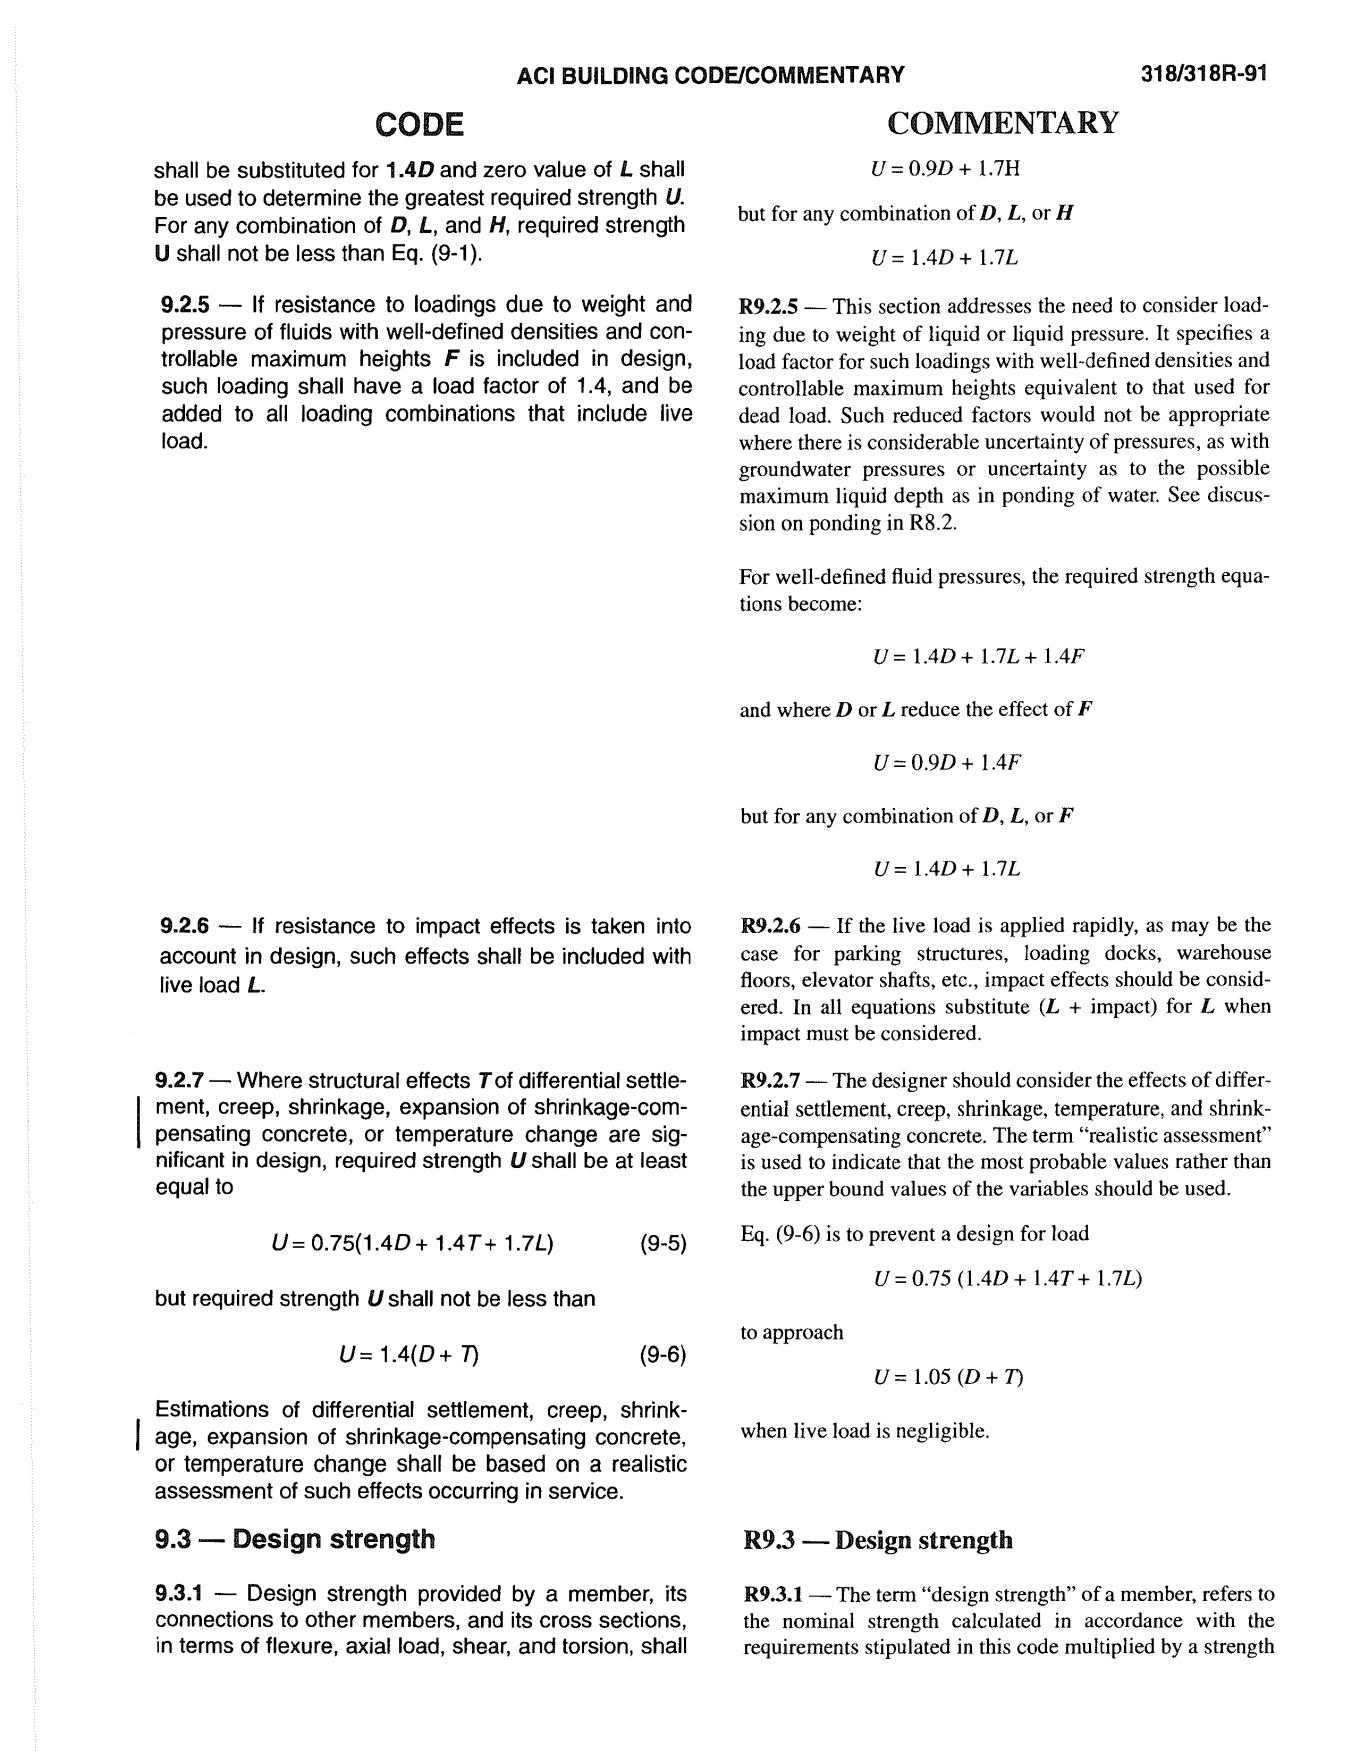 ACI BUILDING CODE/COMMENTARY 318/318R-91
CODE
shall be substituted for 1.4D and zero value of L shall
be used to determine the greatest required strength U.
For any combination of D, L, and H, required strength
U shall not be less than Eq. (9-1).
9.2.5 — If resistance to loadings due to weight and
pressure of fluids with well-defined densities and con-
trollable maximum heights F is included in design,
such loading shall have a load factor of 1.4, and be
added to all loading combinations that include live
load.
9.2.6 — If resistance to impact effects is taken into
account in design, such effects shall be included with
live load L.
9.2.7 — Where structural effects T of differential settle-
ment, creep, shrinkage, expansion of shrinkage-com-
pensating concrete, or temperature change are sig-
nificant in design, required strength U shall be at least
equal to
U = 0.75(1.4D + 1.4T + 1.7L) (9-5)
but required strength U shall not be less than
U = 1.4(D + T) (9-6)
Estimations of differential settlement, creep, shrink-
age, expansion of shrinkage-compensating concrete,
or temperature change shall be based on a realistic
assessment of such effects occurring in service.
9.3 — Design strength
9.3.1 — Design strength provided by a member, its
connections to other members, and its cross sections,
in terms of flexure, axial load, shear, and torsion, shall
COMMENTARY
U = 0.9D + 1.7H
but for any combination of D, L, or H
U = 1.4D + 1.7L
R9.2.5 — This section addresses the need to consider load-
ing due to weight of liquid or liquid pressure. It specifies a
load factor for such loadings with well-defined densities and
controllable maximum heights equivalent to that used for
dead load. Such reduced factors would not be appropriate
where there is considerable uncertainty of pressures, as with
groundwater pressures or uncertainty as to the possible
maximum liquid depth as in ponding of water. See discus-
sion on ponding in R8.2.
For well-defined fluid pressures, the required strength equa-
tions become:
U = 1.4D + 1.7L + 1.4F
and where D or L reduce the effect of F
U = 0.9D + 1.4F
but for any combination of D, L, or F
U = 1.4D + 1.7L
R9.2.6 — If the live load is applied rapidly, as may be the
case for parking structures, loading docks, warehouse
floors, elevator shafts, etc., impact effects should be consid-
ered. In all equations substitute (L + impact) for L when
impact must be considered.
R9.2.7 — The designer should consider the effects of differ-
ential settlement, creep, shrinkage, temperature, and shrink-
age-compensating concrete. The term “realistic assessment”
is used to indicate that the most probable values rather than
the upper bound values of the variables should be used.
Eq. (9-6) is to prevent a design for load
U = 0.75 (1.4D + 1.4T + 1.7L)
to approach
U = 1.05 (D + T)
when live load is negligible.
R9.3 — Design strength
R9.3.1 — The term “design strength” of a member, refers to
the nominal strength calculated in accordance with the
requirements stipulated in this code multiplied by a strength